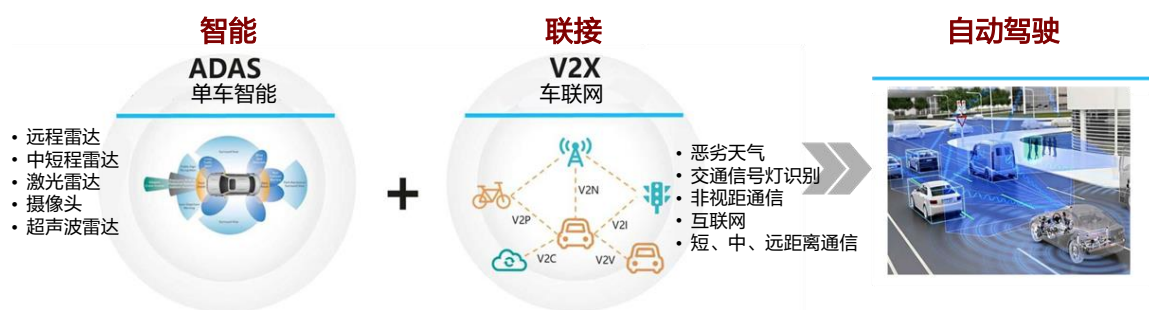 智能
ADAS
单车智能
• 远程雷达
• 中短程雷达
• 激光雷达
• 摄像头
• 超声波雷达
+
联接
V2X
车联网
V2N
V2P
V2I
V2C
V2V
• 恶劣天气
• 交通信号灯识别
• 非视距通信
• 互联网
• 短、中、远距离通信
自动驾驶